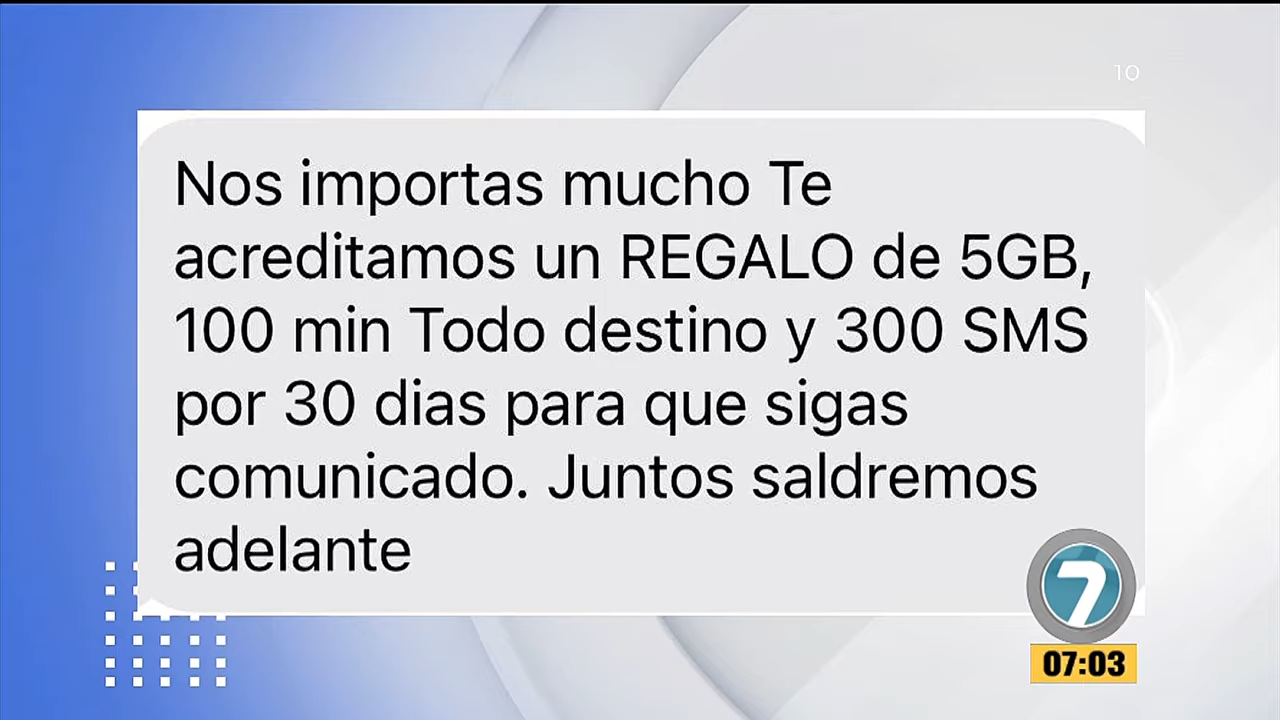 10
Nos importas mucho Te
acreditamos un REGALO de 5GB,
100 min Todo destino y 300 SMS
por 30 dias para que sigas
comunicado. Juntos saldremos
adelante
7
07:03